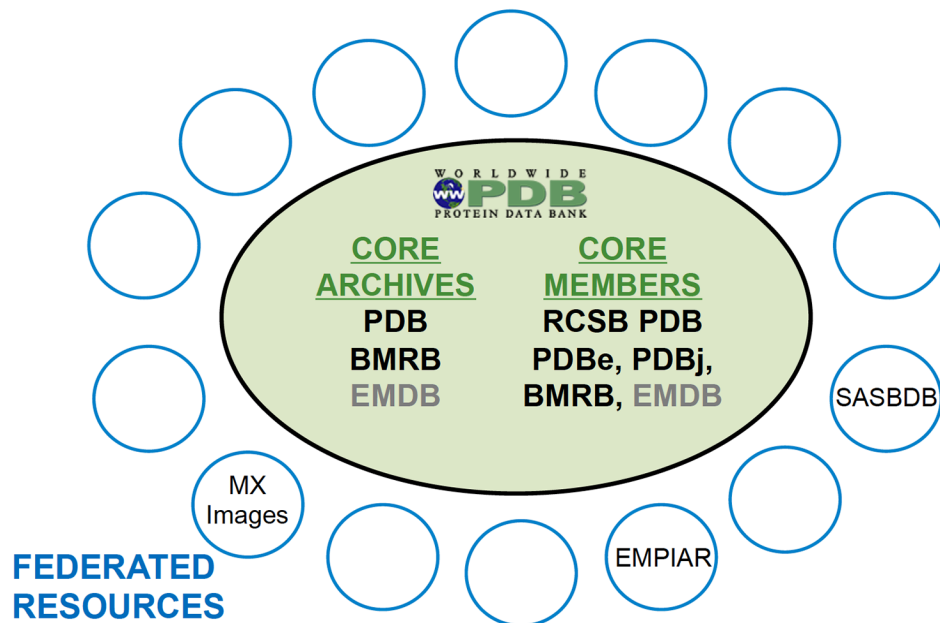 WORLDWIDE
ww PDB
PROTEIN DATA BANK
CORE
ARCHIVES
PDB
BMRB
EMDB
CORE
MEMBERS
RCSB PDB
PDBe, PDBj,
BMRB, EMDB
SASBDB
MX
Images
EMPIAR
FEDERATED
RESOURCES